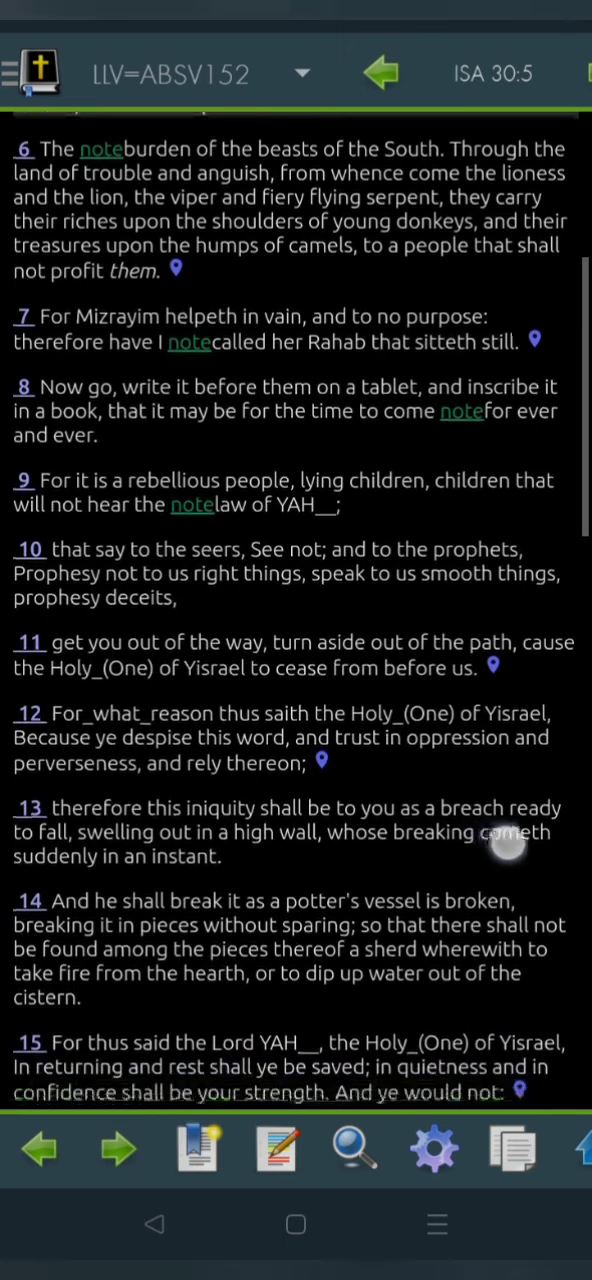 LLV=ABSV152
ISA 30:5
6 The noteburden of the beasts of the South. Through the
land of trouble and anguish, from whence come the lioness
and the lion, the viper and fiery flying serpent, they carry
their riches upon the shoulders of young donkeys, and their
treasures upon the humps of camels, to a people that shall
not profit them.
7 For Mizrayim helpeth in vain, and to no purpose:
therefore have I notecalled her Rahab that sitteth still.
8 Now go, write it before them on a tablet, and inscribe it
in a book, that it may be for the time to come notefor ever
and ever.
9 For it is a rebellious people, lying children, children that
will not hear the notelaw of YAH__;
10 that say to the seers, See not; and to the prophets,
Prophesy not to us right things, speak to us smooth things,
prophesy deceits,
11 get you out of the way, turn aside out of the path, cause
the Holy_(One) of Yisrael to cease from before us.
12 For_what_reason thus saith the Holy_(One) of Yisrael,
Because ye despise this word, and trust in oppression and
perverseness, and rely thereon;
13 therefore this iniquity shall be to you as a breach ready
to fall, swelling out in a high wall, whose breaking cometh
suddenly in an instant.
14 And he shall break it as a potter's vessel is broken,
breaking it in pieces without sparing; so that there shall not
be found among the pieces thereof a sherd wherewith to
take fire from the hearth, or to dip up water out of the
cistern.
15 For thus said the Lord YAH__, the Holy_(One) of Yisrael,
In returning and rest shall ye be saved; in quietness and in
confidence shall be your strength. And ye would not: